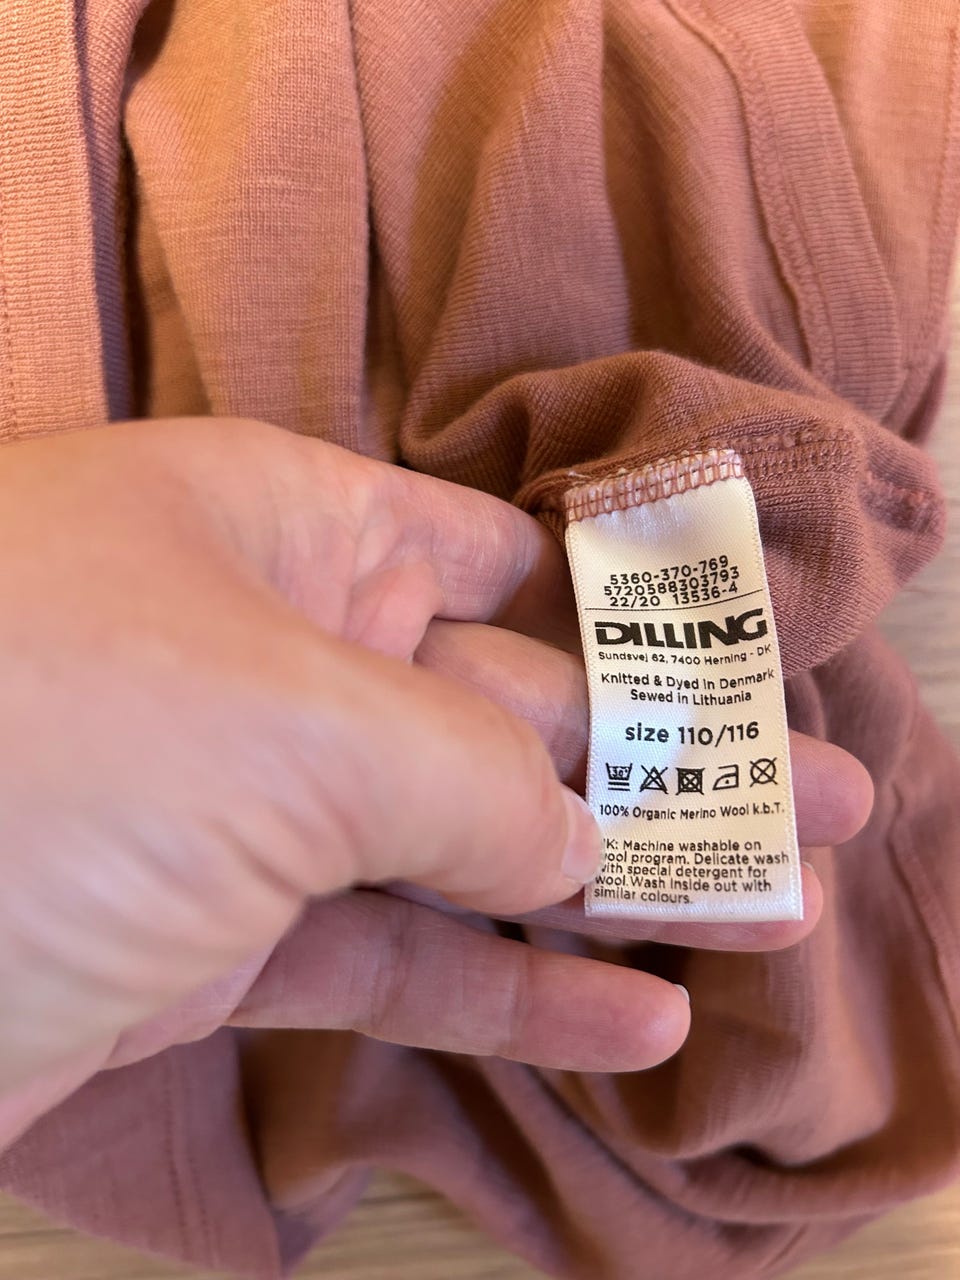 5360-370-769
5720588303793
22/20 13536-4
DILLING
Sundsvej 62, 7400 Herning - DK
Knitted & Dyed in Denmark
Sewed in Lithuania
size 110/116
30°
100% Organic Merino Wool k.b.T.
UK: Machine washable on
wool program. Delicate wash
with special detergent for
wool. Wash inside out with
similar colours.